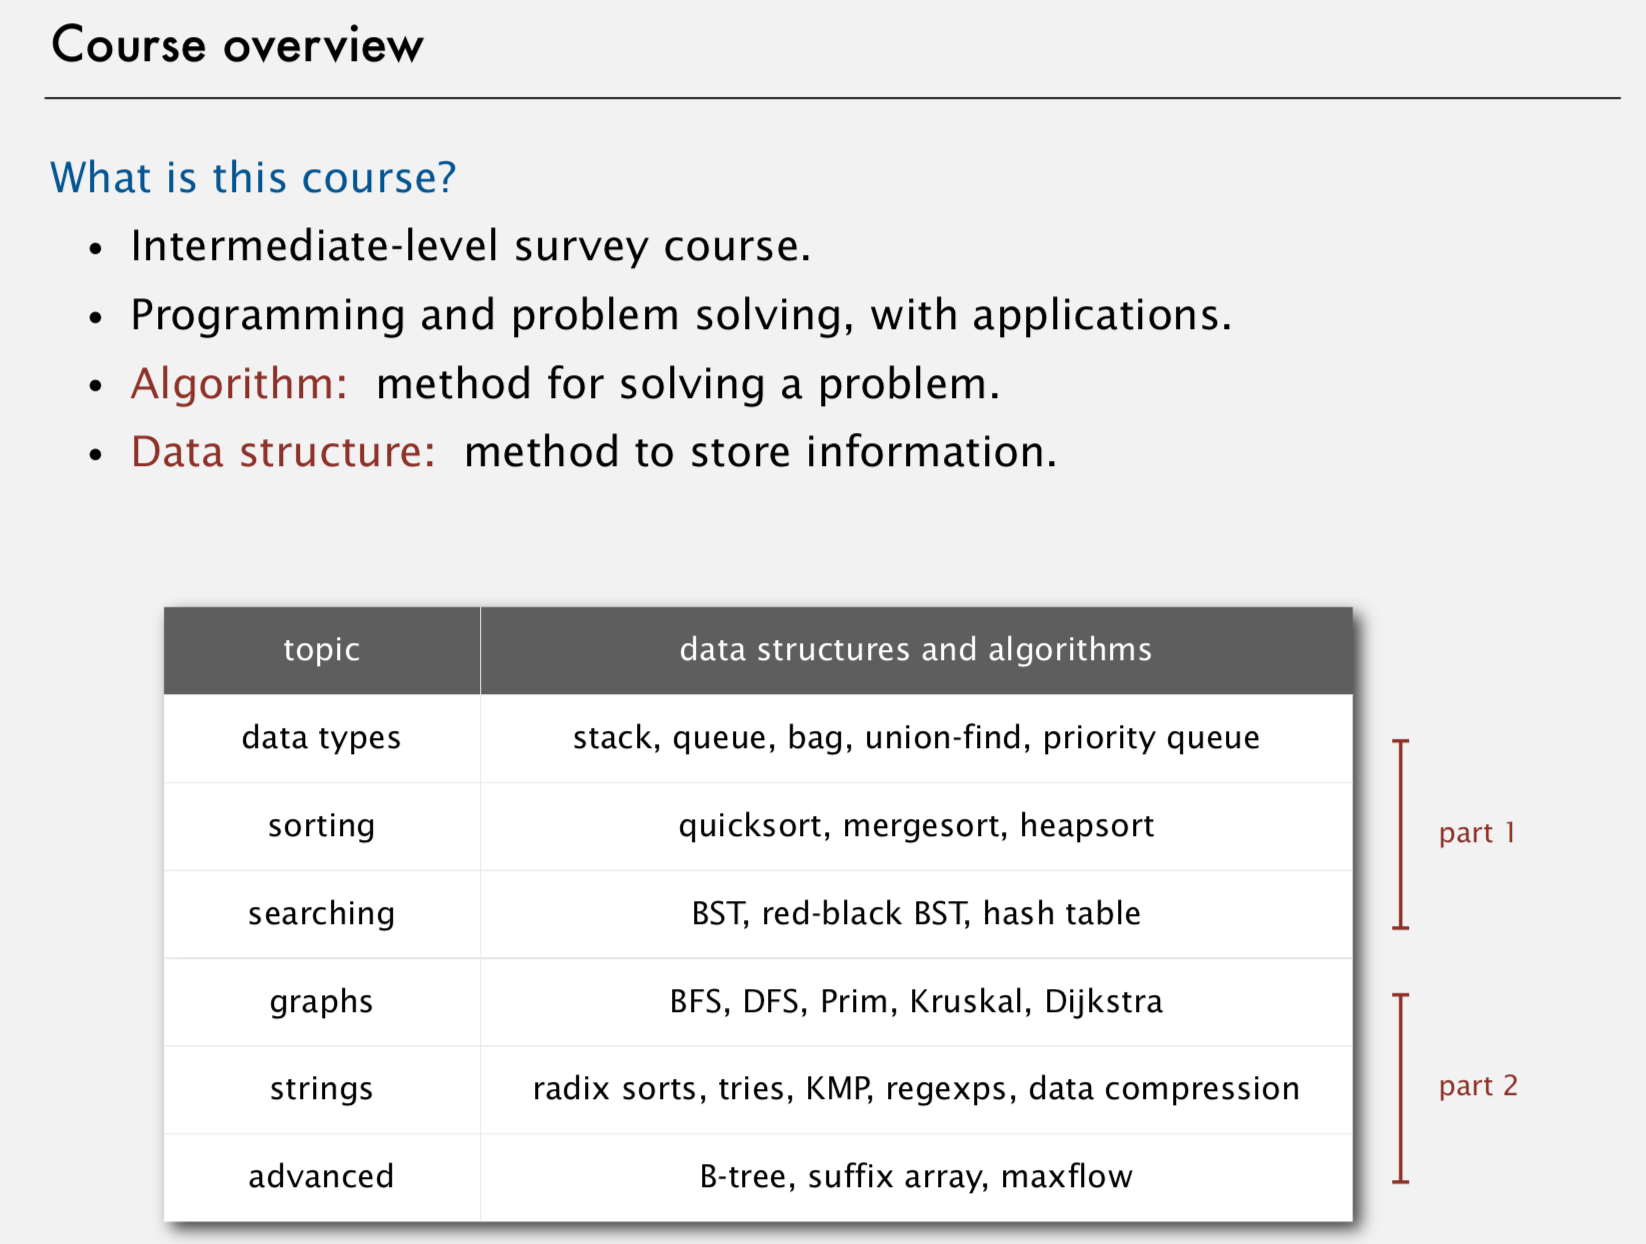 Course overview
What is this course?
• Intermediate-level survey course.
• Programming and problem solving, with applications.
• Algorithm: method for solving a problem.
• Data structure: method to store information.
topic data structures and algorithms
data types stack, queue, bag, union-find, priority queue
sorting quicksort, mergesort, heapsort
part 1
searching BST, red-black BST, hash table
graphs BFS, DFS, Prim, Kruskal, Dijkstra
strings radix sorts, tries, KMP, regexps, data compression
part 2
advanced B-tree, suffix array, maxflow